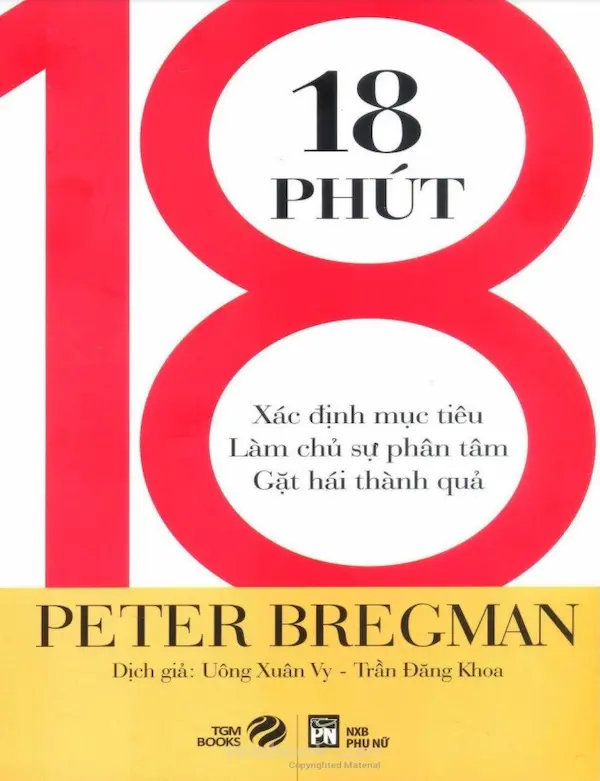 18
18
PHÚT
Xác định mục tiêu
Làm chủ sự phân tâm
Gặt hái thành quả
PETER BREGMAN
Dịch giả: Uông Xuân Vy - Trần Đăng Khoa
TGM
BOOKS
PN
NXB
PHỤ NỮ
Copyrighted Material